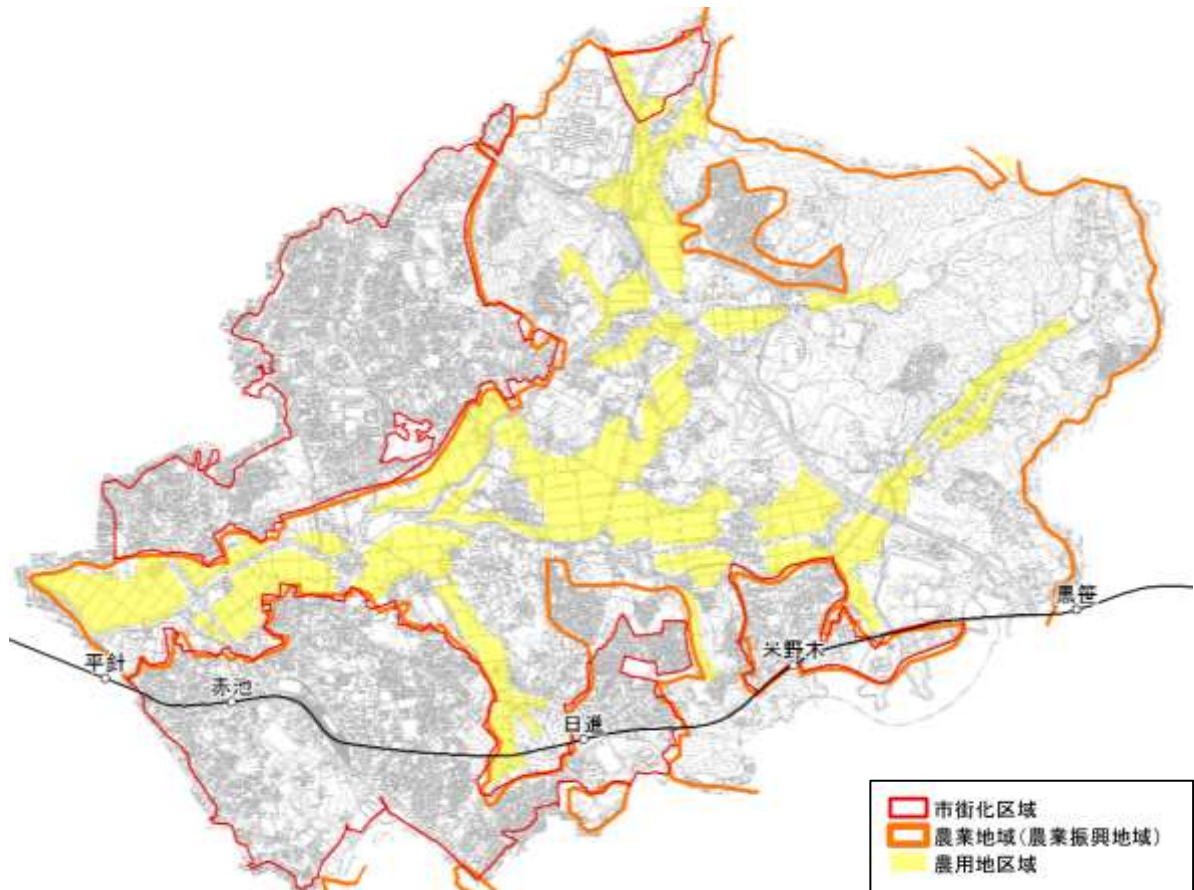 黒笹
米野木
平針
赤池
日進
市街化区域
農業地域(農業振興地域)
農用地区域